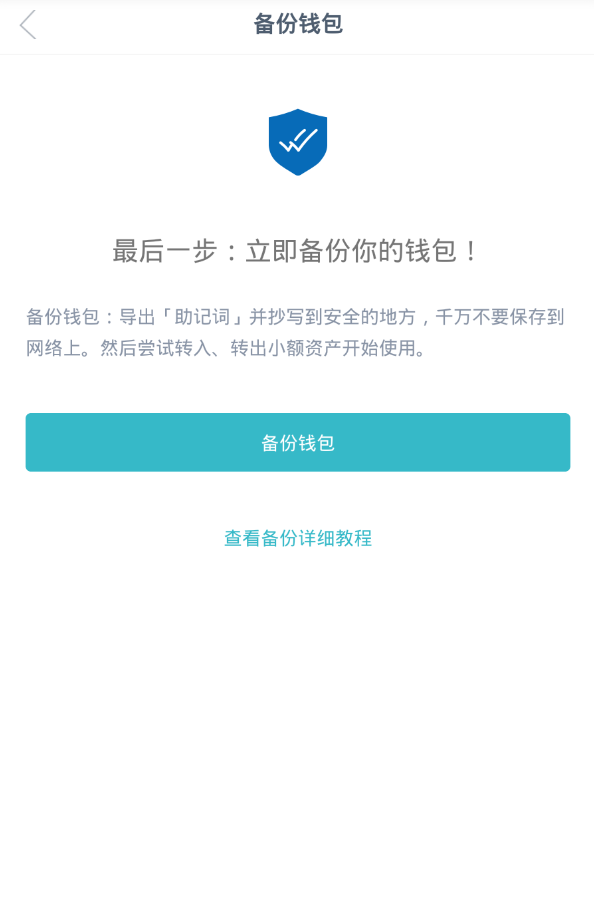 备份钱包
最后一步：立即备份你的钱包！
备份钱包：导出「助记词」并抄写到安全的地方，千万不要保存到
网络上。然后尝试转入、转出小额资产开始使用。
备份钱包
查看备份详细教程